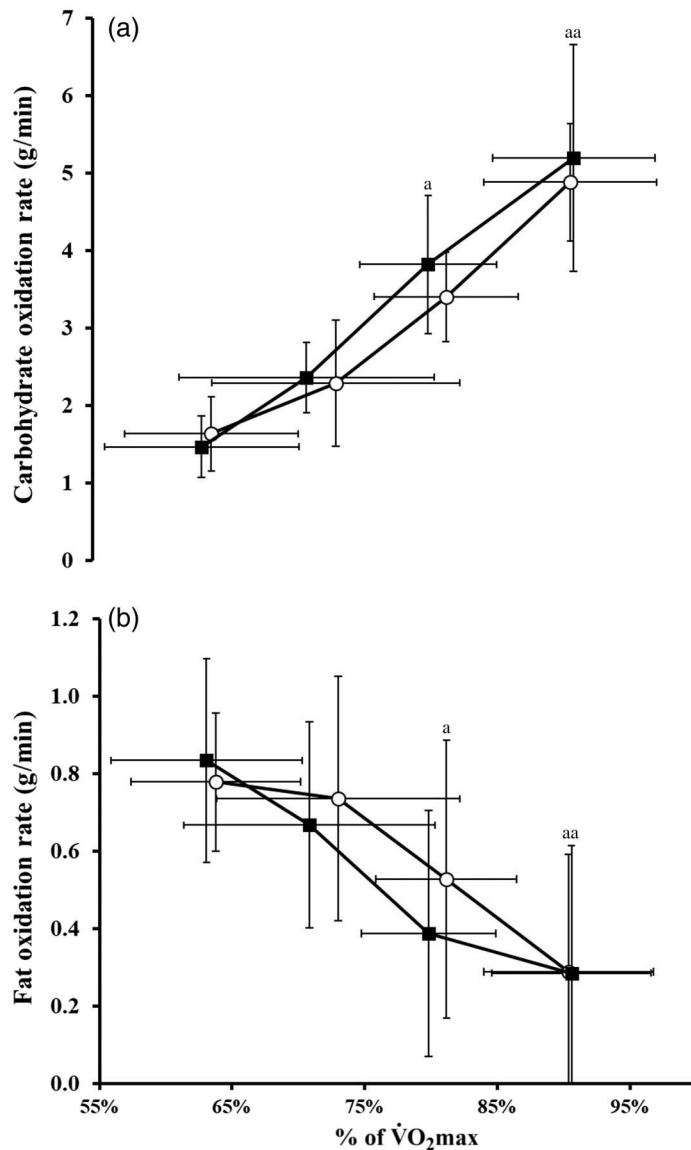 (a)
aa
a
7
6
5
4
3
2
1
0
Carbohydrate oxidation rate (g/min)
(b)
a
aa
1.2
1.0
0.8
0.6
0.4
0.2
0.0
Fat oxidation rate (g/min)
55% 65% 75% 85% 95%
% of V̇O₂max